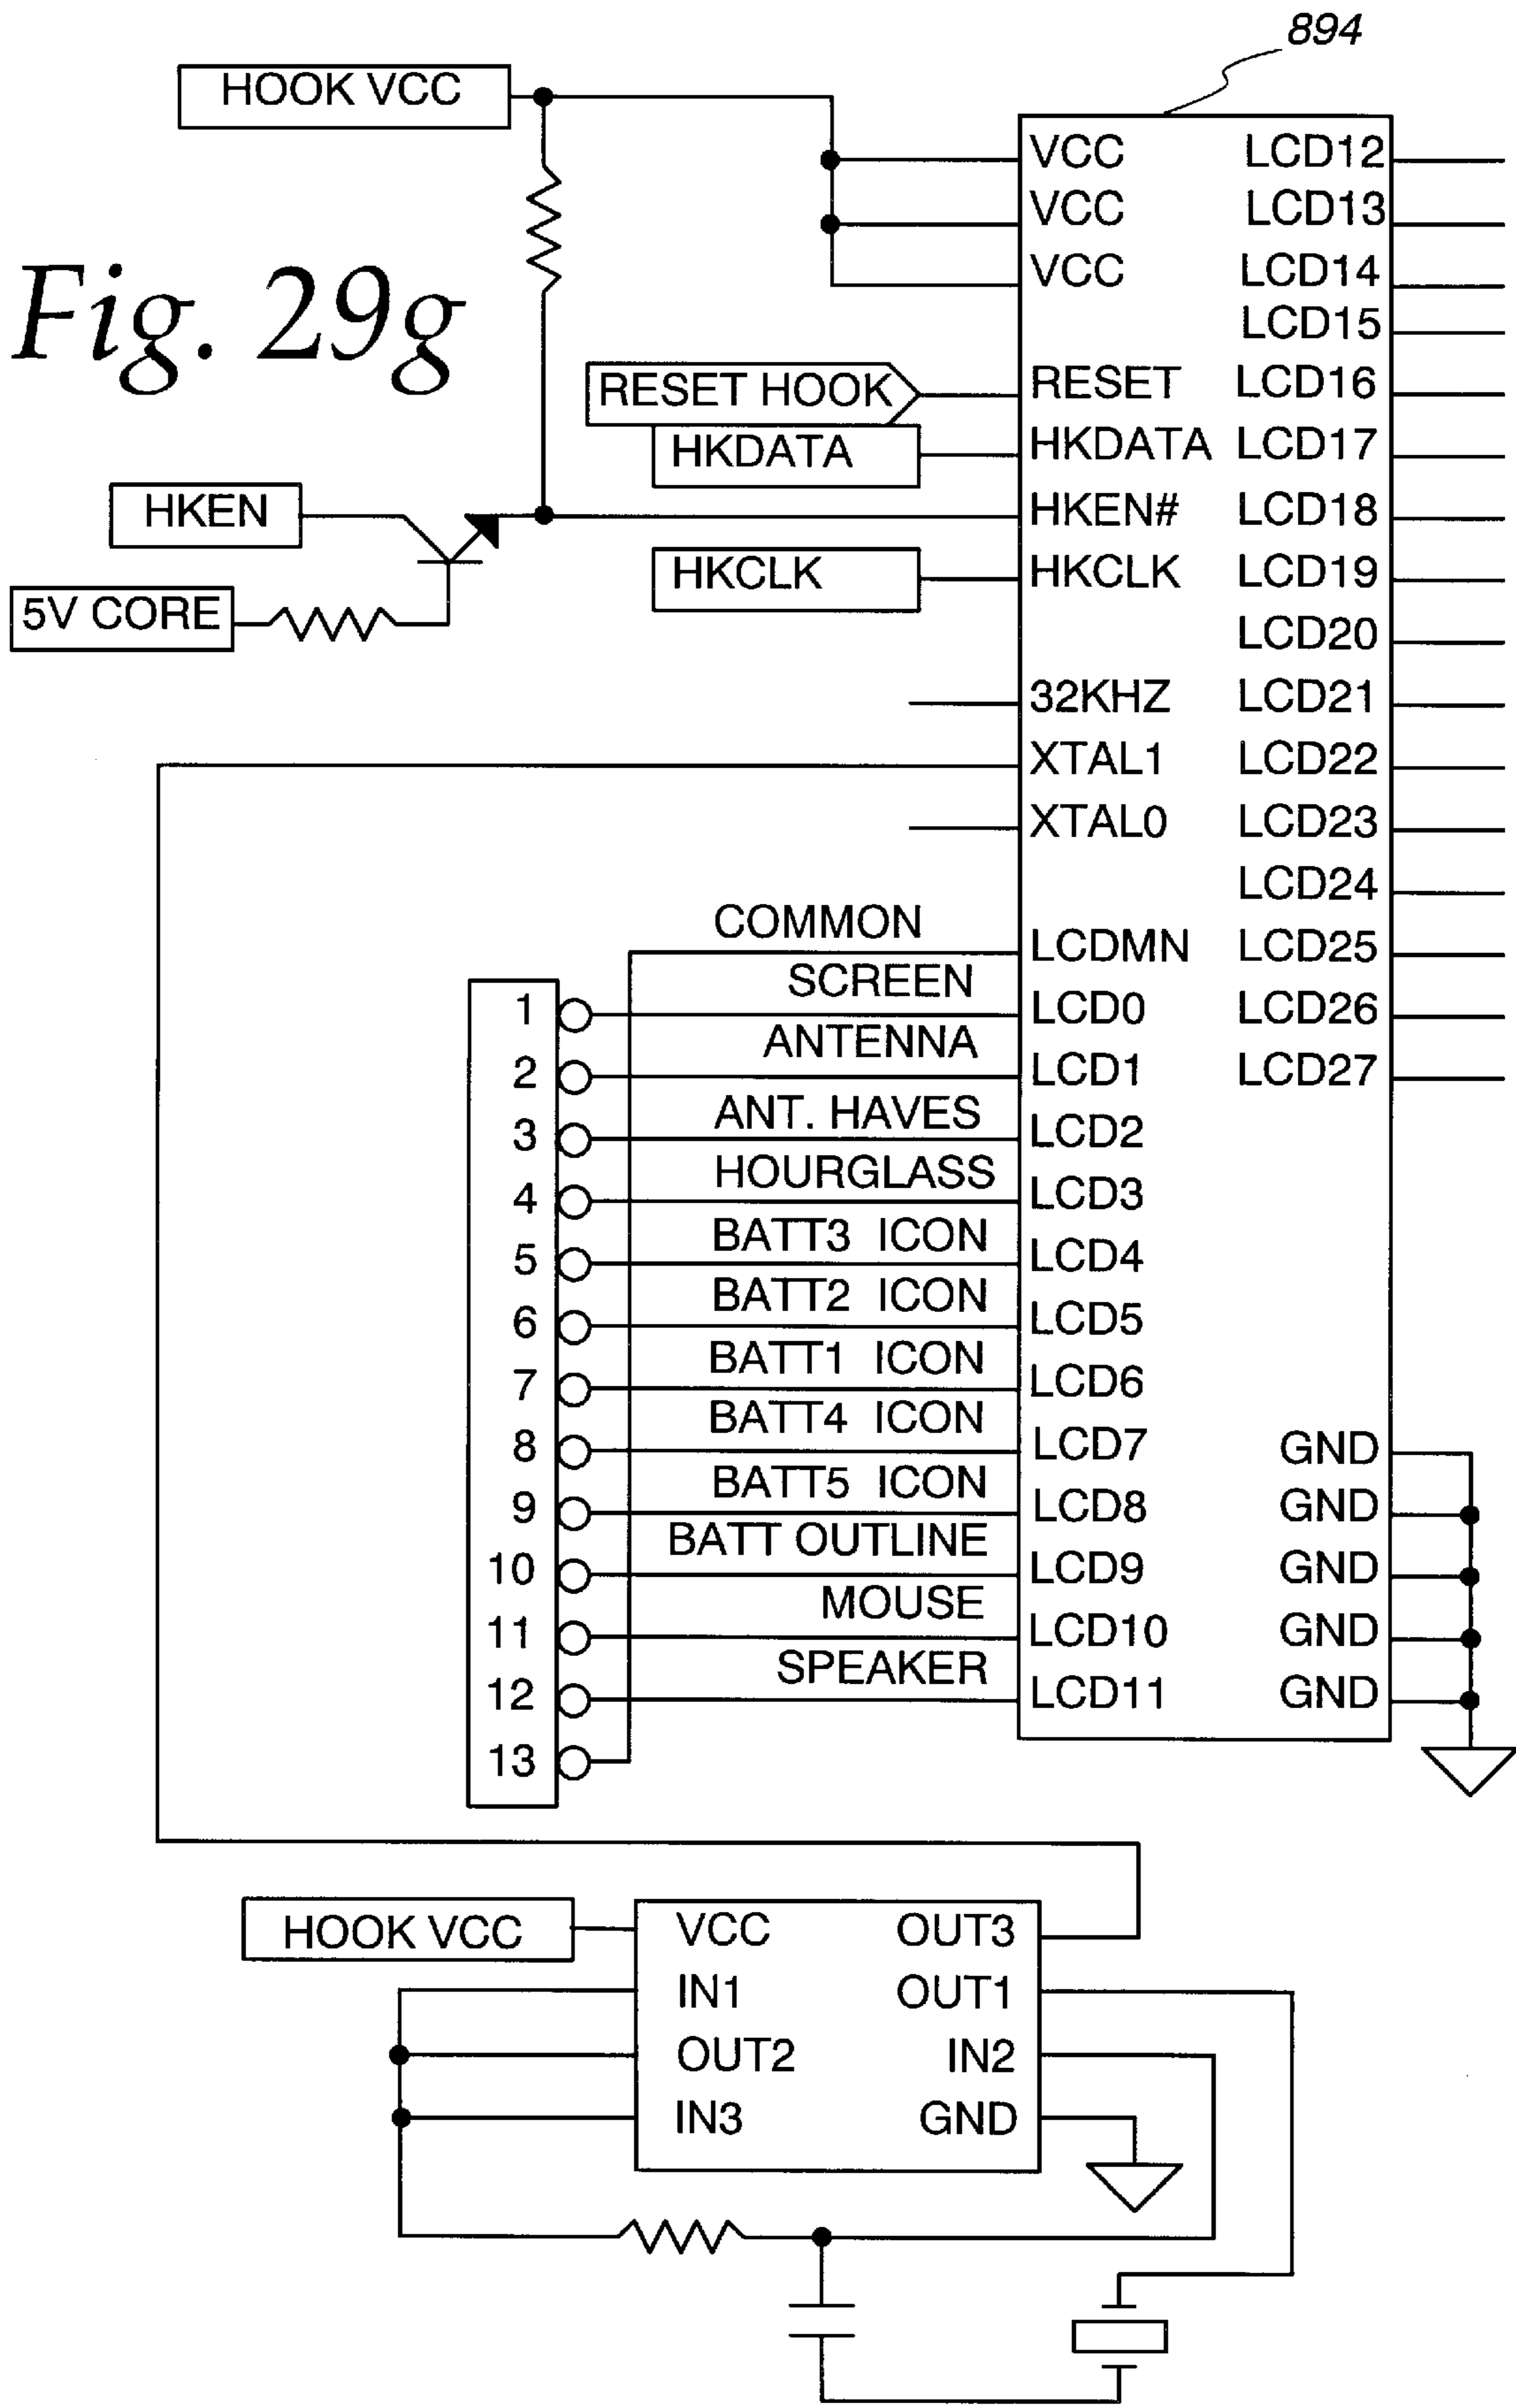 894
HOOK VCC
VCC LCD12
VCC LCD13
VCC LCD14
Fig. 29g
LCD15
RESET HOOK RESET LCD16
HKDATA HKDATA LCD17
HKEN HKEN# LCD18
HKCLK HKCLK LCD19
5V CORE
LCD20
32KHZ LCD21
XTAL1 LCD22
XTAL0 LCD23
LCD24
COMMON LCDMN LCD25
1 SCREEN LCD0 LCD26
2 ANTENNA LCD1 LCD27
3 ANT. HAVES LCD2
4 HOURGLASS LCD3
5 BATT3 ICON LCD4
6 BATT2 ICON LCD5
7 BATT1 ICON LCD6
8 BATT4 ICON LCD7 GND
9 BATT5 ICON LCD8 GND
10 BATT OUTLINE LCD9 GND
11 MOUSE LCD10 GND
12 SPEAKER LCD11 GND
13
HOOK VCC VCC OUT3
IN1 OUT1
OUT2 IN2
IN3 GND